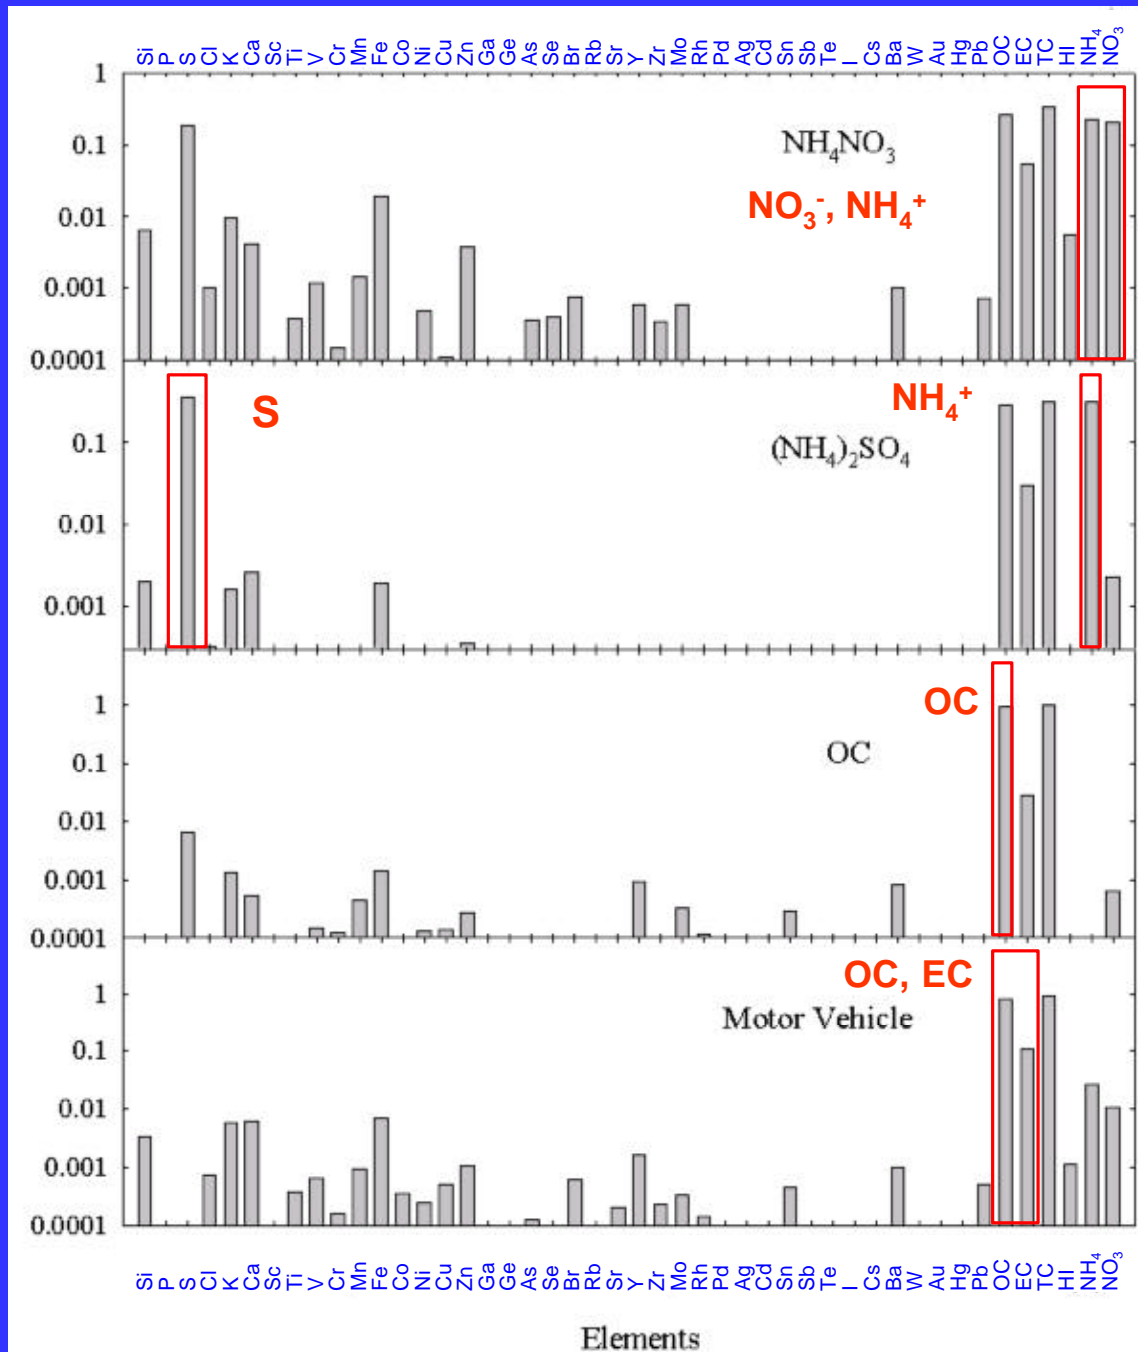 Si P S Cl K Ca Sc Ti V Cr Mn Fe Co Ni Cu Zn Ga Ge As Se Br Rb Sr Y Zr Mo Rh Pd Ag Cd Sn Sb Te I Cs Ba W Au Hg Pb OC EC TC HI NH₄ NO₃
1
0.1
0.01
0.001
0.0001
NH₄NO₃
NO₃⁻, NH₄⁺
0.1
0.01
0.001
S
NH₄⁺
(NH₄)₂SO₄
1
0.1
0.01
0.001
0.0001
OC
OC
1
0.1
0.01
0.001
0.0001
OC, EC
Motor Vehicle
Si P S Cl K Ca Sc Ti V Cr Mn Fe Co Ni Cu Zn Ga Ge As Se Br Rb Sr Y Zr Mo Rh Pd Ag Cd Sn Sb Te I Cs Ba W Au Hg Pb OC EC TC HI NH₄ NO₃
Elements